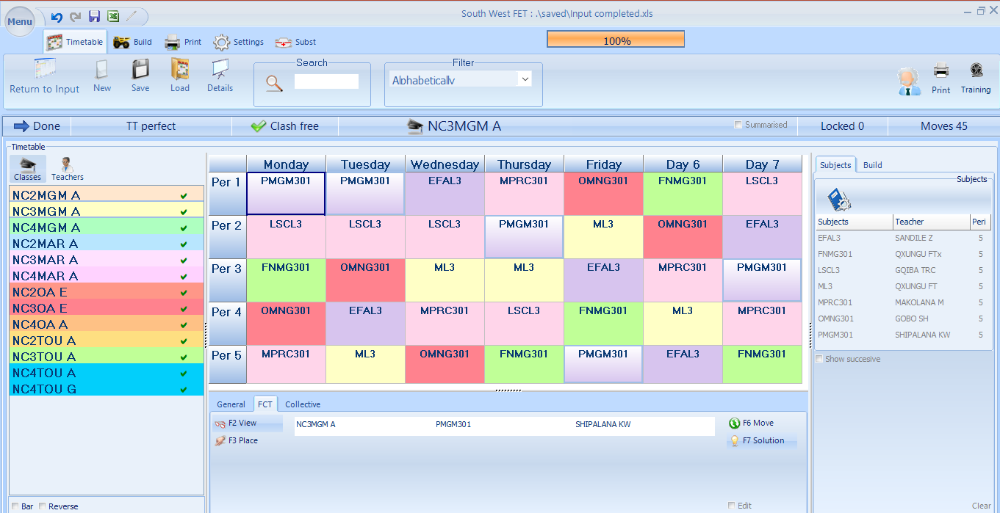 South West FET : .\saved\Input completed.xls
Menu
Timetable Build Print Settings Subst
100%
Return to Input New Save Load Details
Search
Filter
Alphabetically
Print Training
Done TT perfect Clash free NC3MGM A Summarised Locked 0 Moves 45
Timetable
Classes Teachers
NC2MGM A
NC3MGM A
NC4MGM A
NC2MAR A
NC3MAR A
NC4MAR A
NC2OA E
NC3OA E
NC4OA A
NC2TOU A
NC3TOU A
NC4TOU A
NC4TOU G
Bar Reverse
Monday Tuesday Wednesday Thursday Friday Day 6 Day 7
Per 1 PMGM301 PMGM301 EFAL3 MPRC301 OMNG301 FNMG301 LSCL3
Per 2 LSCL3 LSCL3 LSCL3 PMGM301 ML3 OMNG301 EFAL3
Per 3 FNMG301 OMNG301 ML3 ML3 EFAL3 MPRC301 PMGM301
Per 4 OMNG301 EFAL3 MPRC301 LSCL3 FNMG301 ML3 MPRC301
Per 5 MPRC301 ML3 OMNG301 FNMG301 PMGM301 EFAL3 FNMG301
General FCT Collective
F2 View NC3MGM A PMGM301 SHIPALANA KW F6 Move
F3 Place F7 Solution
Edit
Subjects Build
Subjects
Subjects Teacher Peri
EFAL3 SANDILE Z 5
FNMG301 QXUNGU FTx 5
LSCL3 GQIBA TRC 5
ML3 QXUNGU FT 5
MPRC301 MAKOLANA M 5
OMNG301 GOBO SH 5
PMGM301 SHIPALANA KW 5
Show succesive
Clear